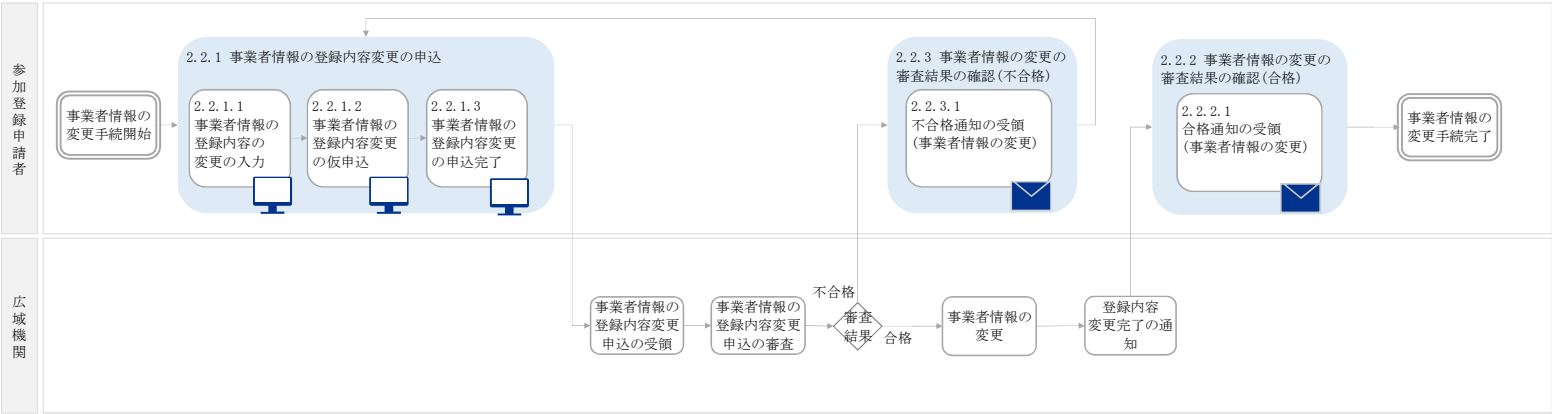 参加登録申請者
事業者情報の
変更手続開始
2.2.1 事業者情報の登録内容変更の申込
2.2.1.1
事業者情報の
登録内容の
変更の入力
2.2.1.2
事業者情報の
登録内容変更
の仮申込
2.2.1.3
事業者情報の
登録内容変更
の申込完了
2.2.3 事業者情報の変更の
審査結果の確認(不合格)
2.2.3.1
不合格通知の受領
(事業者情報の変更)
2.2.2 事業者情報の変更の
審査結果の確認(合格)
2.2.2.1
合格通知の受領
(事業者情報の変更)
事業者情報の
変更手続完了
広域機関
事業者情報の
登録内容変更
申込の受領
事業者情報の
登録内容変更
申込の審査
不合格
審査
結果
合格
事業者情報の
変更
登録内容
変更完了の通
知